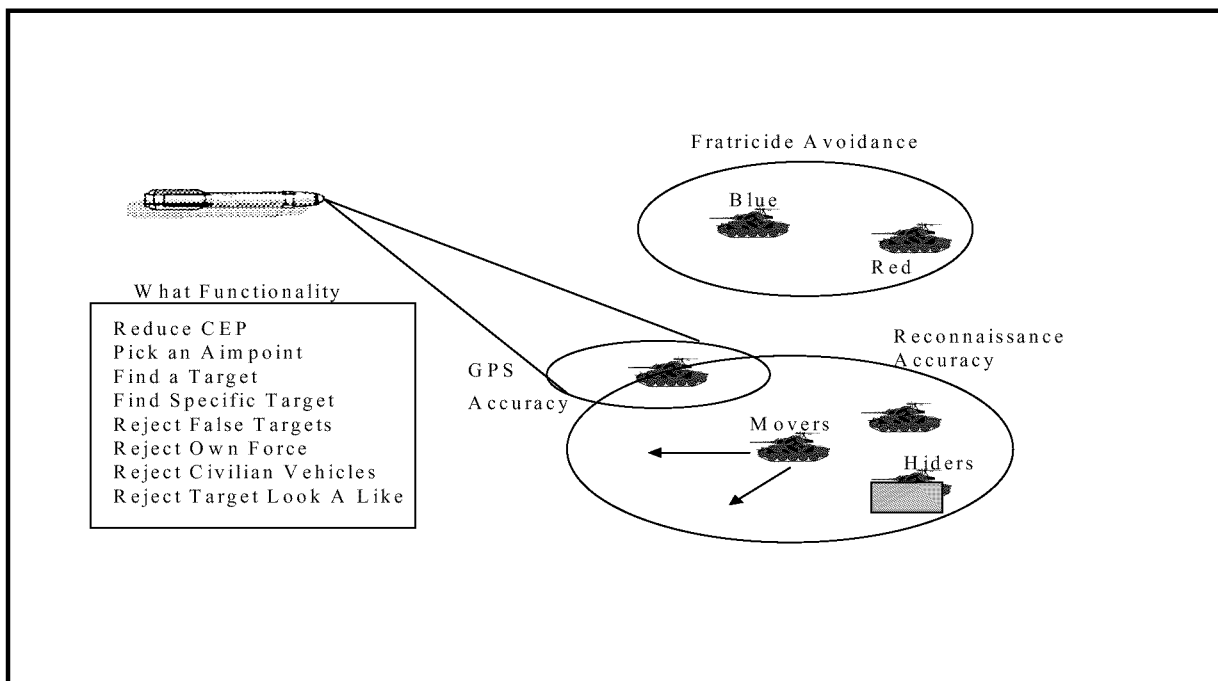 Fratricide Avoidance
Blue
Red
What Functionality
Reduce CEP
Pick an Aimpoint
Find a Target
Find Specific Target
Reject False Targets
Reject Own Force
Reject Civilian Vehicles
Reject Target Look A Like
GPS
Accuracy
Reconnaissance
Accuracy
Movers
Hiders